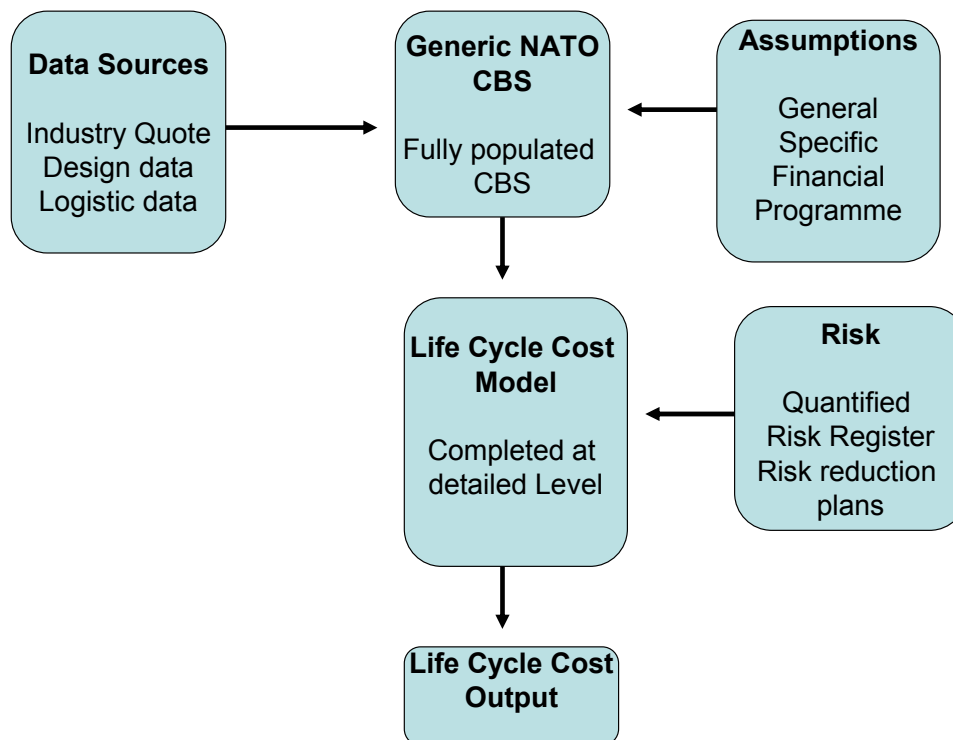 Data Sources
Industry Quote
Design data
Logistic data
Generic NATO
CBS
Fully populated
CBS
Assumptions
General
Specific
Financial
Programme
Life Cycle Cost
Model
Completed at
detailed Level
Risk
Quantified
Risk Register
Risk reduction
plans
Life Cycle Cost
Output